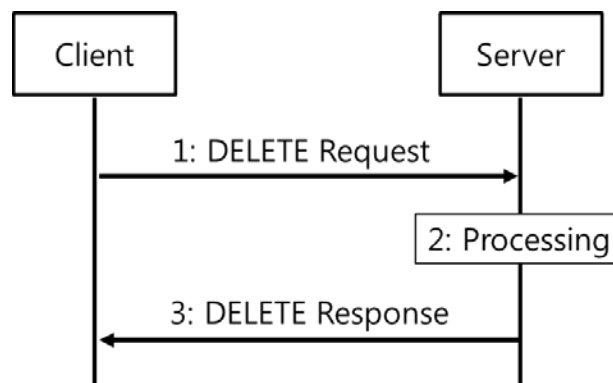 Client
Server
1: DELETE Request
2: Processing
3: DELETE Response